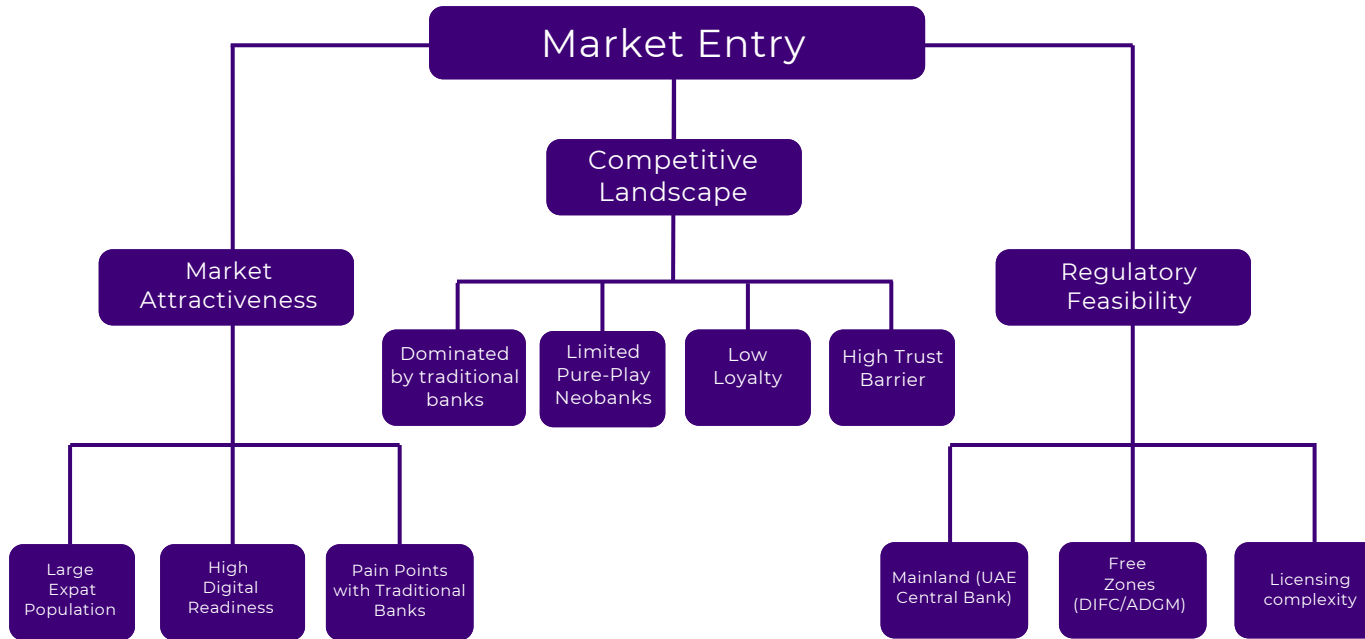 Market Entry
Competitive
Landscape
Market
Attractiveness
Regulatory
Feasibility
Dominated
by traditional
banks
Limited
Pure-Play
Neobanks
Low
Loyalty
High Trust
Barrier
Large
Expat
Population
High
Digital
Readiness
Pain Points
with Traditional
Banks
Mainland (UAE
Central Bank)
Free
Zones
(DIFC/ADGM)
Licensing
complexity